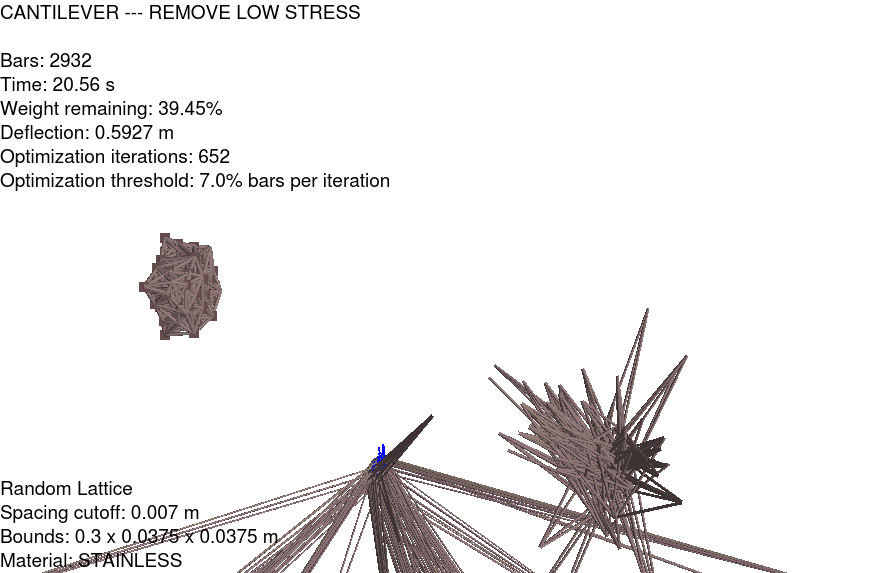 CANTILEVER --- REMOVE LOW STRESS
Bars: 2932
Time: 20.56 s
Weight remaining: 39.45%
Deflection: 0.5927 m
Optimization iterations: 652
Optimization threshold: 7.0% bars per iteration
Random Lattice
Spacing cutoff: 0.007 m
Bounds: 0.3 x 0.0375 x 0.0375 m
Material: STAINLESS